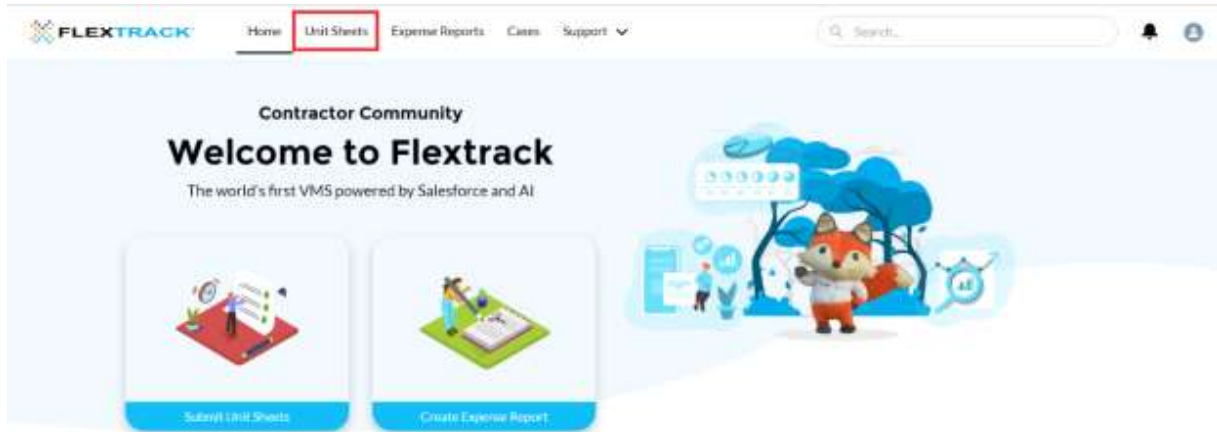 FLEXTRACK Home Unit Sheets Expense Reports Cases Support Search...
Contractor Community
Welcome to Flextrack
The world's first VMS powered by Salesforce and AI
Submit Unit Sheets Create Expense Report